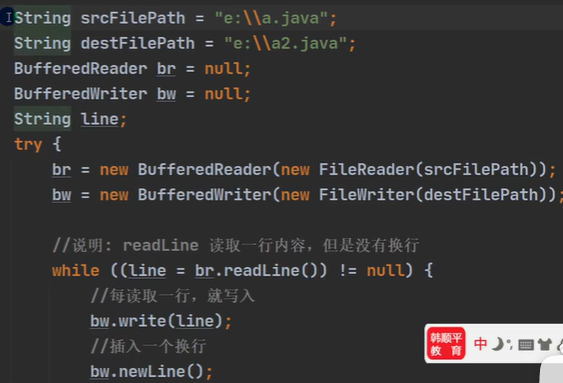 String srcFilePath = "e:\\a.java";
String destFilePath = "e:\\a2.java";
BufferedReader br = null;
BufferedWriter bw = null;
String line;
try {
br = new BufferedReader(new FileReader(srcFilePath));
bw = new BufferedWriter(new FileWriter(destFilePath));
//说明: readLine 读取一行内容，但是没有换行
while ((line = br.readLine()) != null) {
//每读取一行，就写入
bw.write(line);
//插入一个换行
bw.newLine();
韩顺平
教育
中